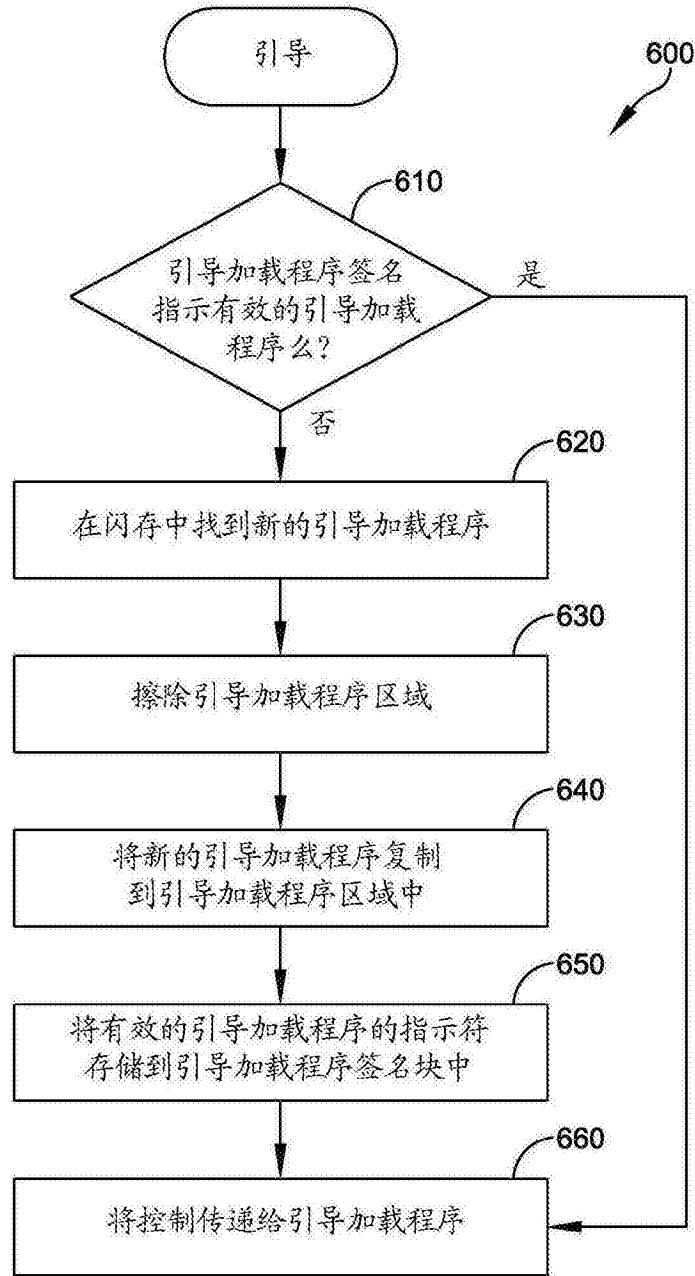 引导
600
610
引导加载程序签名
指示有效的引导加载
程序么?
是
否
620
在闪存中找到新的引导加载程序
630
擦除引导加载程序区域
640
将新的引导加载程序复制
到引导加载程序区域中
650
将有效的引导加载程序的指示符
存储到引导加载程序签名块中
660
将控制传递给引导加载程序